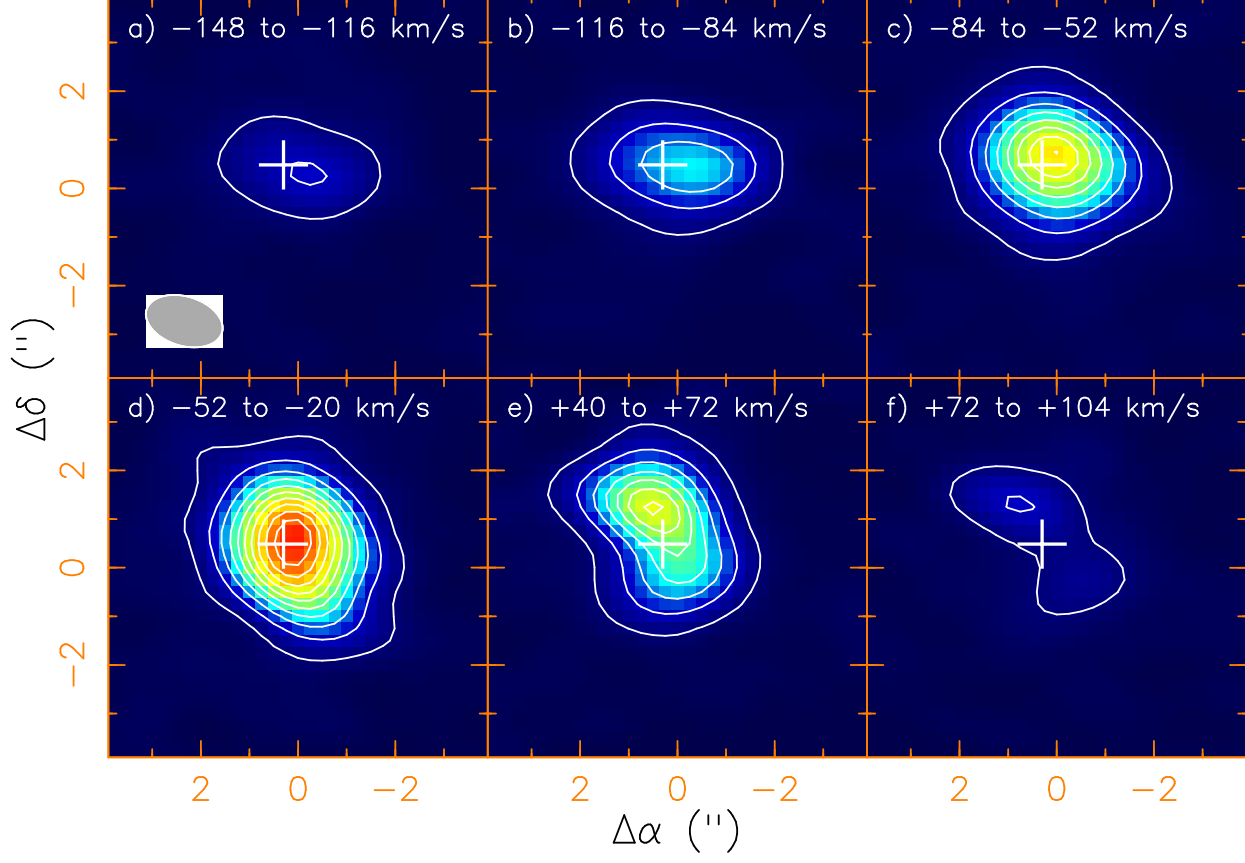 a) −148 to −116 km/s
b) −116 to −84 km/s
c) −84 to −52 km/s
2
0
−2
d) −52 to −20 km/s
e) +40 to +72 km/s
f) +72 to +104 km/s
2
0
−2
Δδ (")
2 0 −2 2 0 −2 2 0 −2
Δα (")